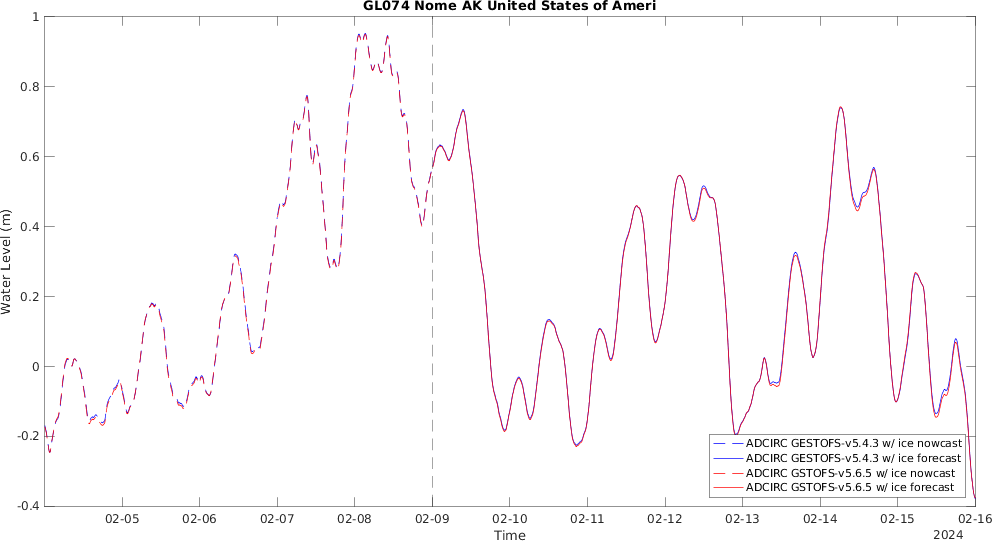 GL074 Nome AK United States of Ameri
Water Level (m)
1
0.8
0.6
0.4
0.2
0
-0.2
-0.4
ADCIRC GESTOFS-v5.4.3 w/ ice nowcast
ADCIRC GESTOFS-v5.4.3 w/ ice forecast
ADCIRC GSTOFS-v5.6.5 w/ ice nowcast
ADCIRC GSTOFS-v5.6.5 w/ ice forecast
02-05 02-06 02-07 02-08 02-09 02-10 02-11 02-12 02-13 02-14 02-15 02-16
Time
2024